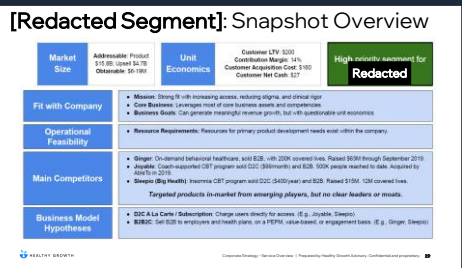 [Redacted Segment]: Snapshot Overview
Market
Size
Addressable: Product
$15.8B; Upsell $4.7B
Obtainable: $6-19M
Unit
Economics
Customer LTV: $200
Contribution Margin: 14%
Customer Acquisition Cost: $160
Customer Net Cash: $27
High priority segment for
Redacted
Fit with Company
● Mission: Strong fit with increasing access, reducing stigma, and clinical rigor
● Core Business: Leverages most of core business assets and competencies
● Business Goals: Can generate meaningful revenue growth, but with questionable unit economics
Operational
Feasibility
● Resource Requirements: Resources for primary product development needs exist within the company.
Main Competitors
● Ginger: On-demand behavioral healthcare, sold B2B, with 200K covered lives. Raised $63M through September 2019.
● Joyable: Coach-supported CBT program sold D2C ($99/month) and B2B. 500K people reached to date. Acquired by
AbleTo in 2019.
● Sleepio (Big Health): Insomnia CBT program sold D2C ($400/year) and B2B. Raised $15M. 12M covered lives.
Targeted products in-market from emerging players, but no clear leaders or moats.
Business Model
Hypotheses
● D2C A La Carte / Subscription: Charge users directly for access. (E.g., Joyable, Sleepio)
● B2B2C: Sell B2B to employers and health plans, on a PEPM, value-based, or engagement basis. (E.g., Ginger, Sleepio)
HEALTHY GROWTH
Corporate Strategy - Service Overview | Prepared by Healthy Growth Advisory. Confidential and proprietary.